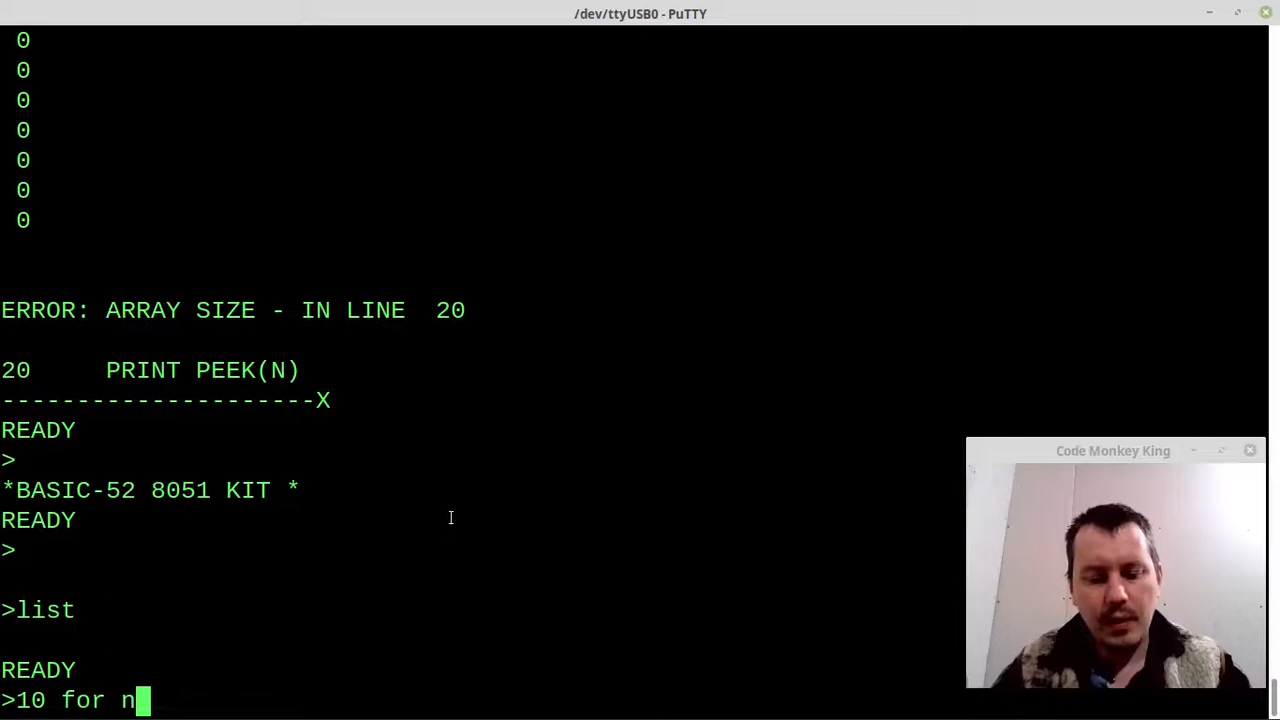 /dev/ttyUSB0 - PuTTY
0
0
0
0
0
0
0
ERROR: ARRAY SIZE - IN LINE  20
20     PRINT PEEK(N)
---------------------X
READY
>
*BASIC-52 8051 KIT *
READY
>
>list
READY
>10 for n
Code Monkey King